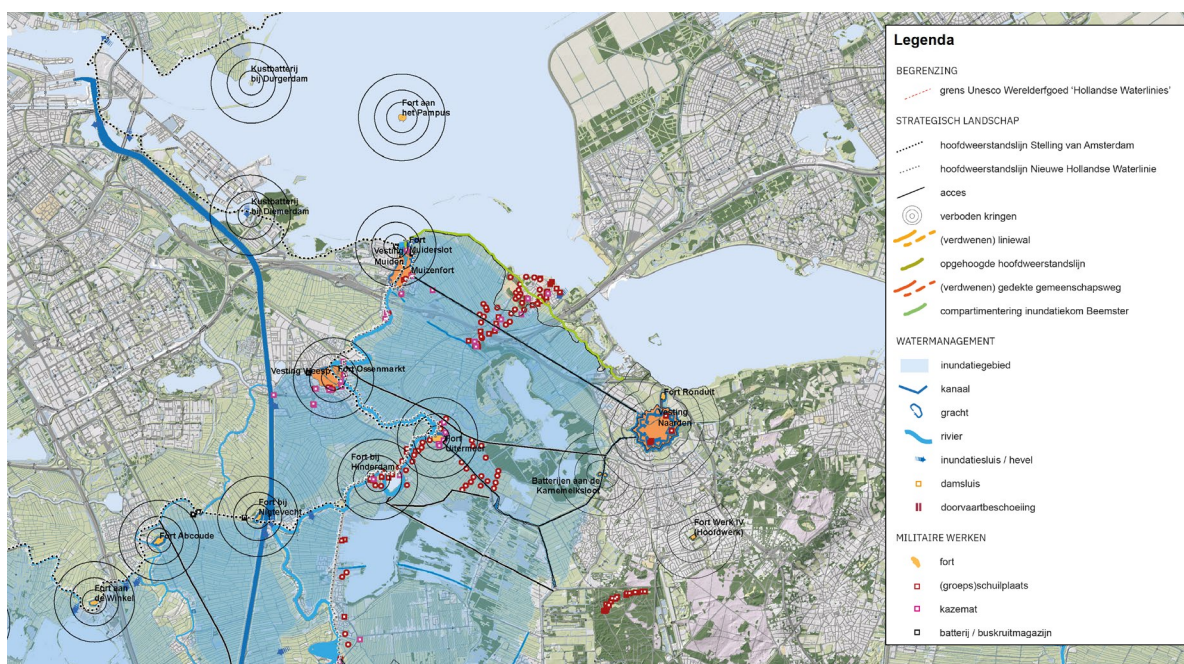 Kustbatterij
bij Durgerdam
Fort aan
het Pampus
Kustbatterij
bij Diemerdam
Fort
Muiderslot
Vesting
Muiden
Muizenfort
Vesting Weesp
Fort Ossenmarkt
Fort Ronduit
Vesting
Naarden
Fort
Uitermeer
Fort bij
Hinderdam
Batterijen aan de
Karnemelksloot
Fort bij
Nigtevecht
Fort Abcoude
Fort Werk IV
(Hoofdwerk)
Fort aan
de Winkel
Legenda
BEGRENZING
grens Unesco Werelderfgoed ‘Hollandse Waterlinies’
STRATEGISCH LANDSCHAP
hoofdweerstandslijn Stelling van Amsterdam
hoofdweerstandslijn Nieuwe Hollandse Waterlinie
acces
verboden kringen
(verdwenen) liniewal
opgehoogde hoofdweerstandslijn
(verdwenen) gedekte gemeenschapsweg
compartimentering inundatiekom Beemster
WATERMANAGEMENT
inundatiegebied
kanaal
gracht
rivier
inundatiesluis / hevel
damsluis
doorvaartbeschoeiing
MILITAIRE WERKEN
fort
(groeps)schuilplaats
kazemat
batterij / buskruitmagazijn